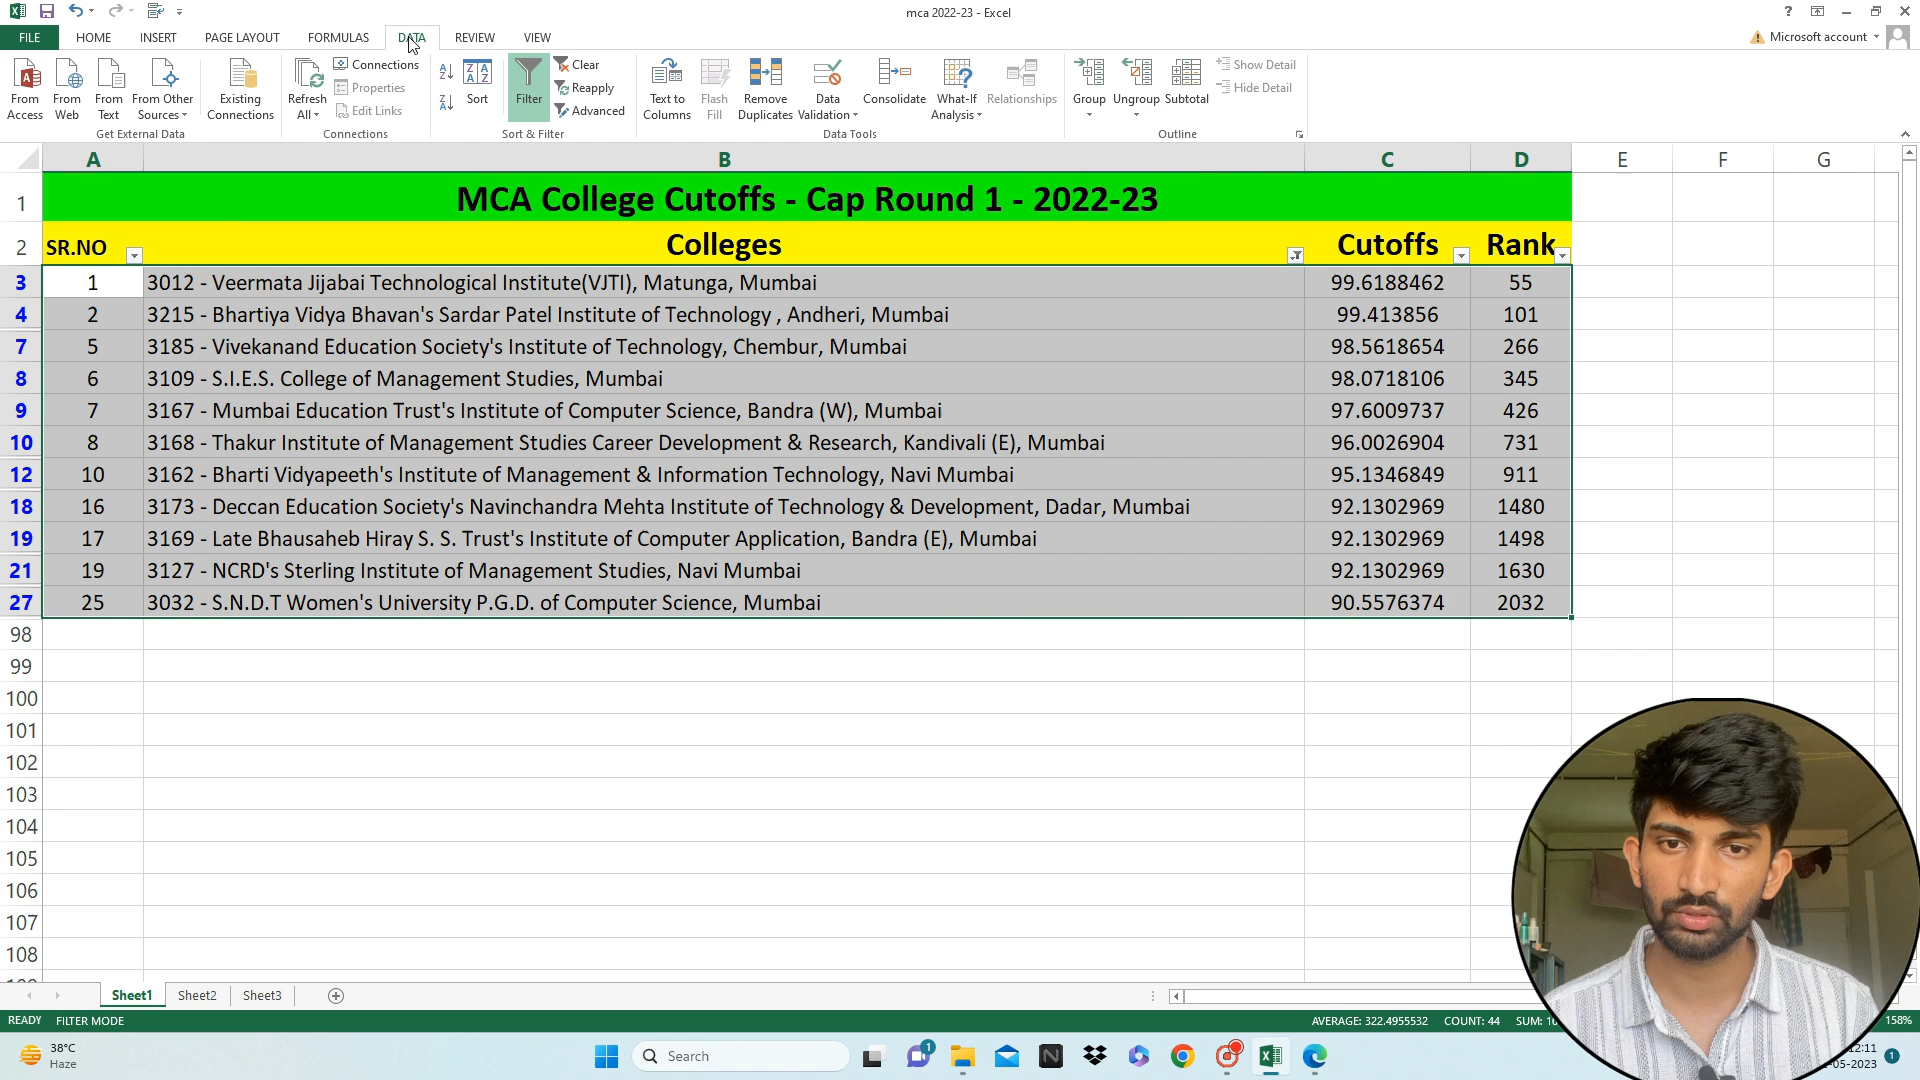 mca 2022-23 - Excel
FILE HOME INSERT PAGE LAYOUT FORMULAS DATA REVIEW VIEW Microsoft account
From Access From Web From Text From Other Sources Existing Connections Refresh All Connections Properties Edit Links Sort Filter Clear Reapply Advanced Text to Columns Flash Fill Remove Duplicates Data Validation Consolidate What-If Analysis Relationships Group Ungroup Subtotal Show Detail Hide Detail
Get External Data Connections Sort & Filter Data Tools Outline
A B C D E F G
1 MCA College Cutoffs - Cap Round 1 - 2022-23
2 SR.NO Colleges Cutoffs Rank
3 1 3012 - Veermata Jijabai Technological Institute(VJTI), Matunga, Mumbai 99.6188462 55
4 2 3215 - Bhartiya Vidya Bhavan's Sardar Patel Institute of Technology , Andheri, Mumbai 99.413856 101
7 5 3185 - Vivekanand Education Society's Institute of Technology, Chembur, Mumbai 98.5618654 266
8 6 3109 - S.I.E.S. College of Management Studies, Mumbai 98.0718106 345
9 7 3167 - Mumbai Education Trust's Institute of Computer Science, Bandra (W), Mumbai 97.6009737 426
10 8 3168 - Thakur Institute of Management Studies Career Development & Research, Kandivali (E), Mumbai 96.0026904 731
12 10 3162 - Bharti Vidyapeeth's Institute of Management & Information Technology, Navi Mumbai 95.1346849 911
18 16 3173 - Deccan Education Society's Navinchandra Mehta Institute of Technology & Development, Dadar, Mumbai 92.1302969 1480
19 17 3169 - Late Bhausaheb Hiray S. S. Trust's Institute of Computer Application, Bandra (E), Mumbai 92.1302969 1498
21 19 3127 - NCRD's Sterling Institute of Management Studies, Navi Mumbai 92.1302969 1630
27 25 3032 - S.N.D.T Women's University P.G.D. of Computer Science, Mumbai 90.5576374 2032
98
99
100
101
102
103
104
105
106
107
108
Sheet1 Sheet2 Sheet3
READY FILTER MODE AVERAGE: 322.4955532 COUNT: 44 SUM: 158%
38°C
Haze
Search
1
12:11
-05-2023
1